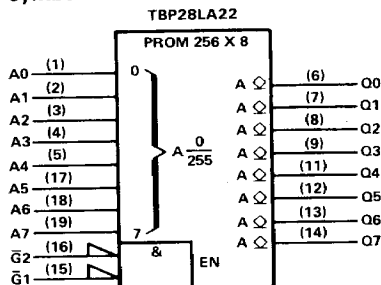 TBP28LA22
PROM 256 X 8
A0 (1) 0 A ◇ (6) Q0
A1 (2) A ◇ (7) Q1
A2 (3) A ◇ (8) Q2
A3 (4) A 0/255 A ◇ (9) Q3
A4 (5) A ◇ (11) Q4
A5 (17) A ◇ (12) Q5
A6 (18) A ◇ (13) Q6
A7 (19) 7 A ◇ (14) Q7
G̅2 (16) & EN
G̅1 (15)